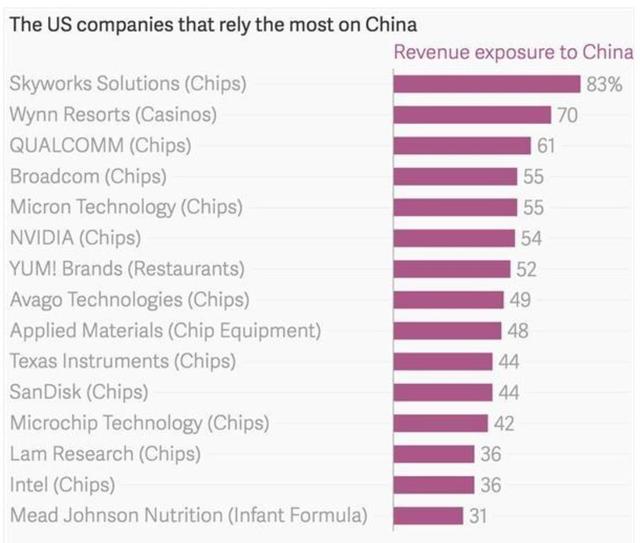 The US companies that rely the most on China
Revenue exposure to China
Skyworks Solutions (Chips) 83%
Wynn Resorts (Casinos) 70
QUALCOMM (Chips) 61
Broadcom (Chips) 55
Micron Technology (Chips) 55
NVIDIA (Chips) 54
YUM! Brands (Restaurants) 52
Avago Technologies (Chips) 49
Applied Materials (Chip Equipment) 48
Texas Instruments (Chips) 44
SanDisk (Chips) 44
Microchip Technology (Chips) 42
Lam Research (Chips) 36
Intel (Chips) 36
Mead Johnson Nutrition (Infant Formula) 31